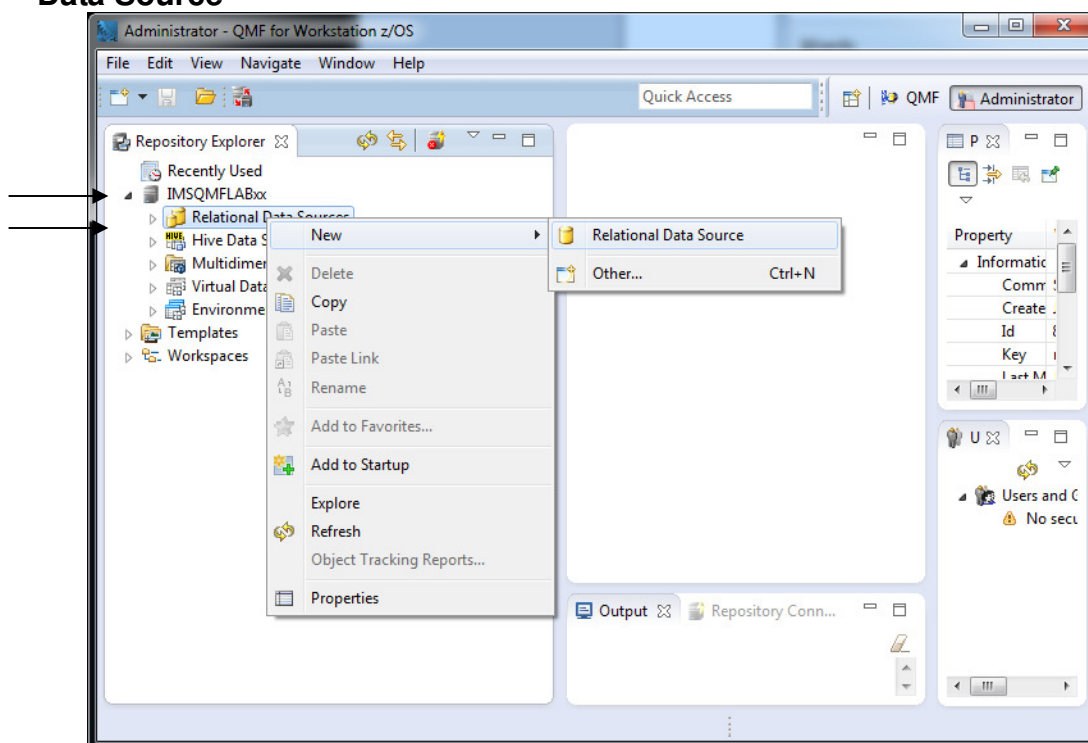 Data Source
Administrator - QMF for Workstation z/OS
File Edit View Navigate Window Help
Quick Access
QMF
Administrator
Repository Explorer
Recently Used
IMSQMFLABxx
Relational Data Sources
Hive Data S
Multidimer
Virtual Data
Environme
Templates
Workspaces
New
Delete
Copy
Paste
Paste Link
Rename
Add to Favorites...
Add to Startup
Explore
Refresh
Object Tracking Reports...
Properties
Relational Data Source
Other... Ctrl+N
P
Property
Informatic
Comm
Create
Id
Key
Last M
U
Users and
No secu
Output
Repository Conn...